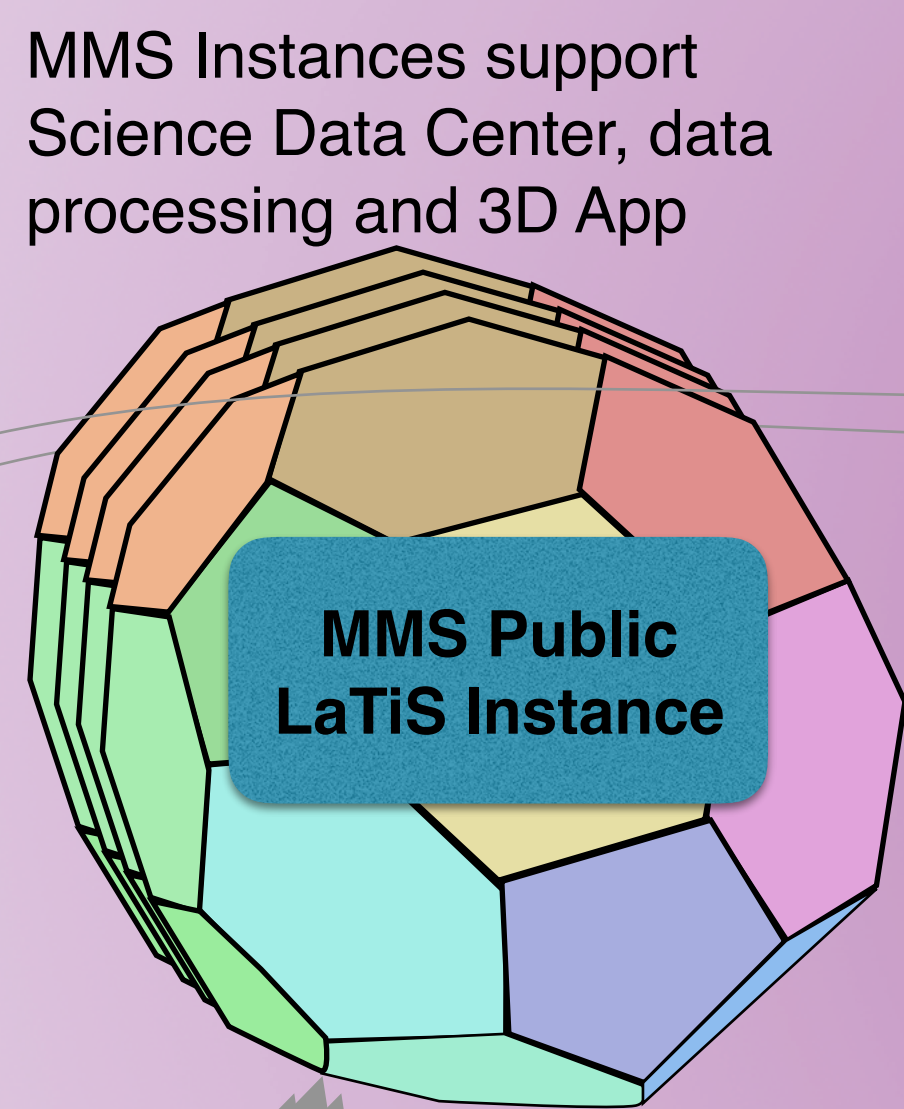 MMS Instances support
Science Data Center, data
processing and 3D App
MMS Public
LaTiS Instance